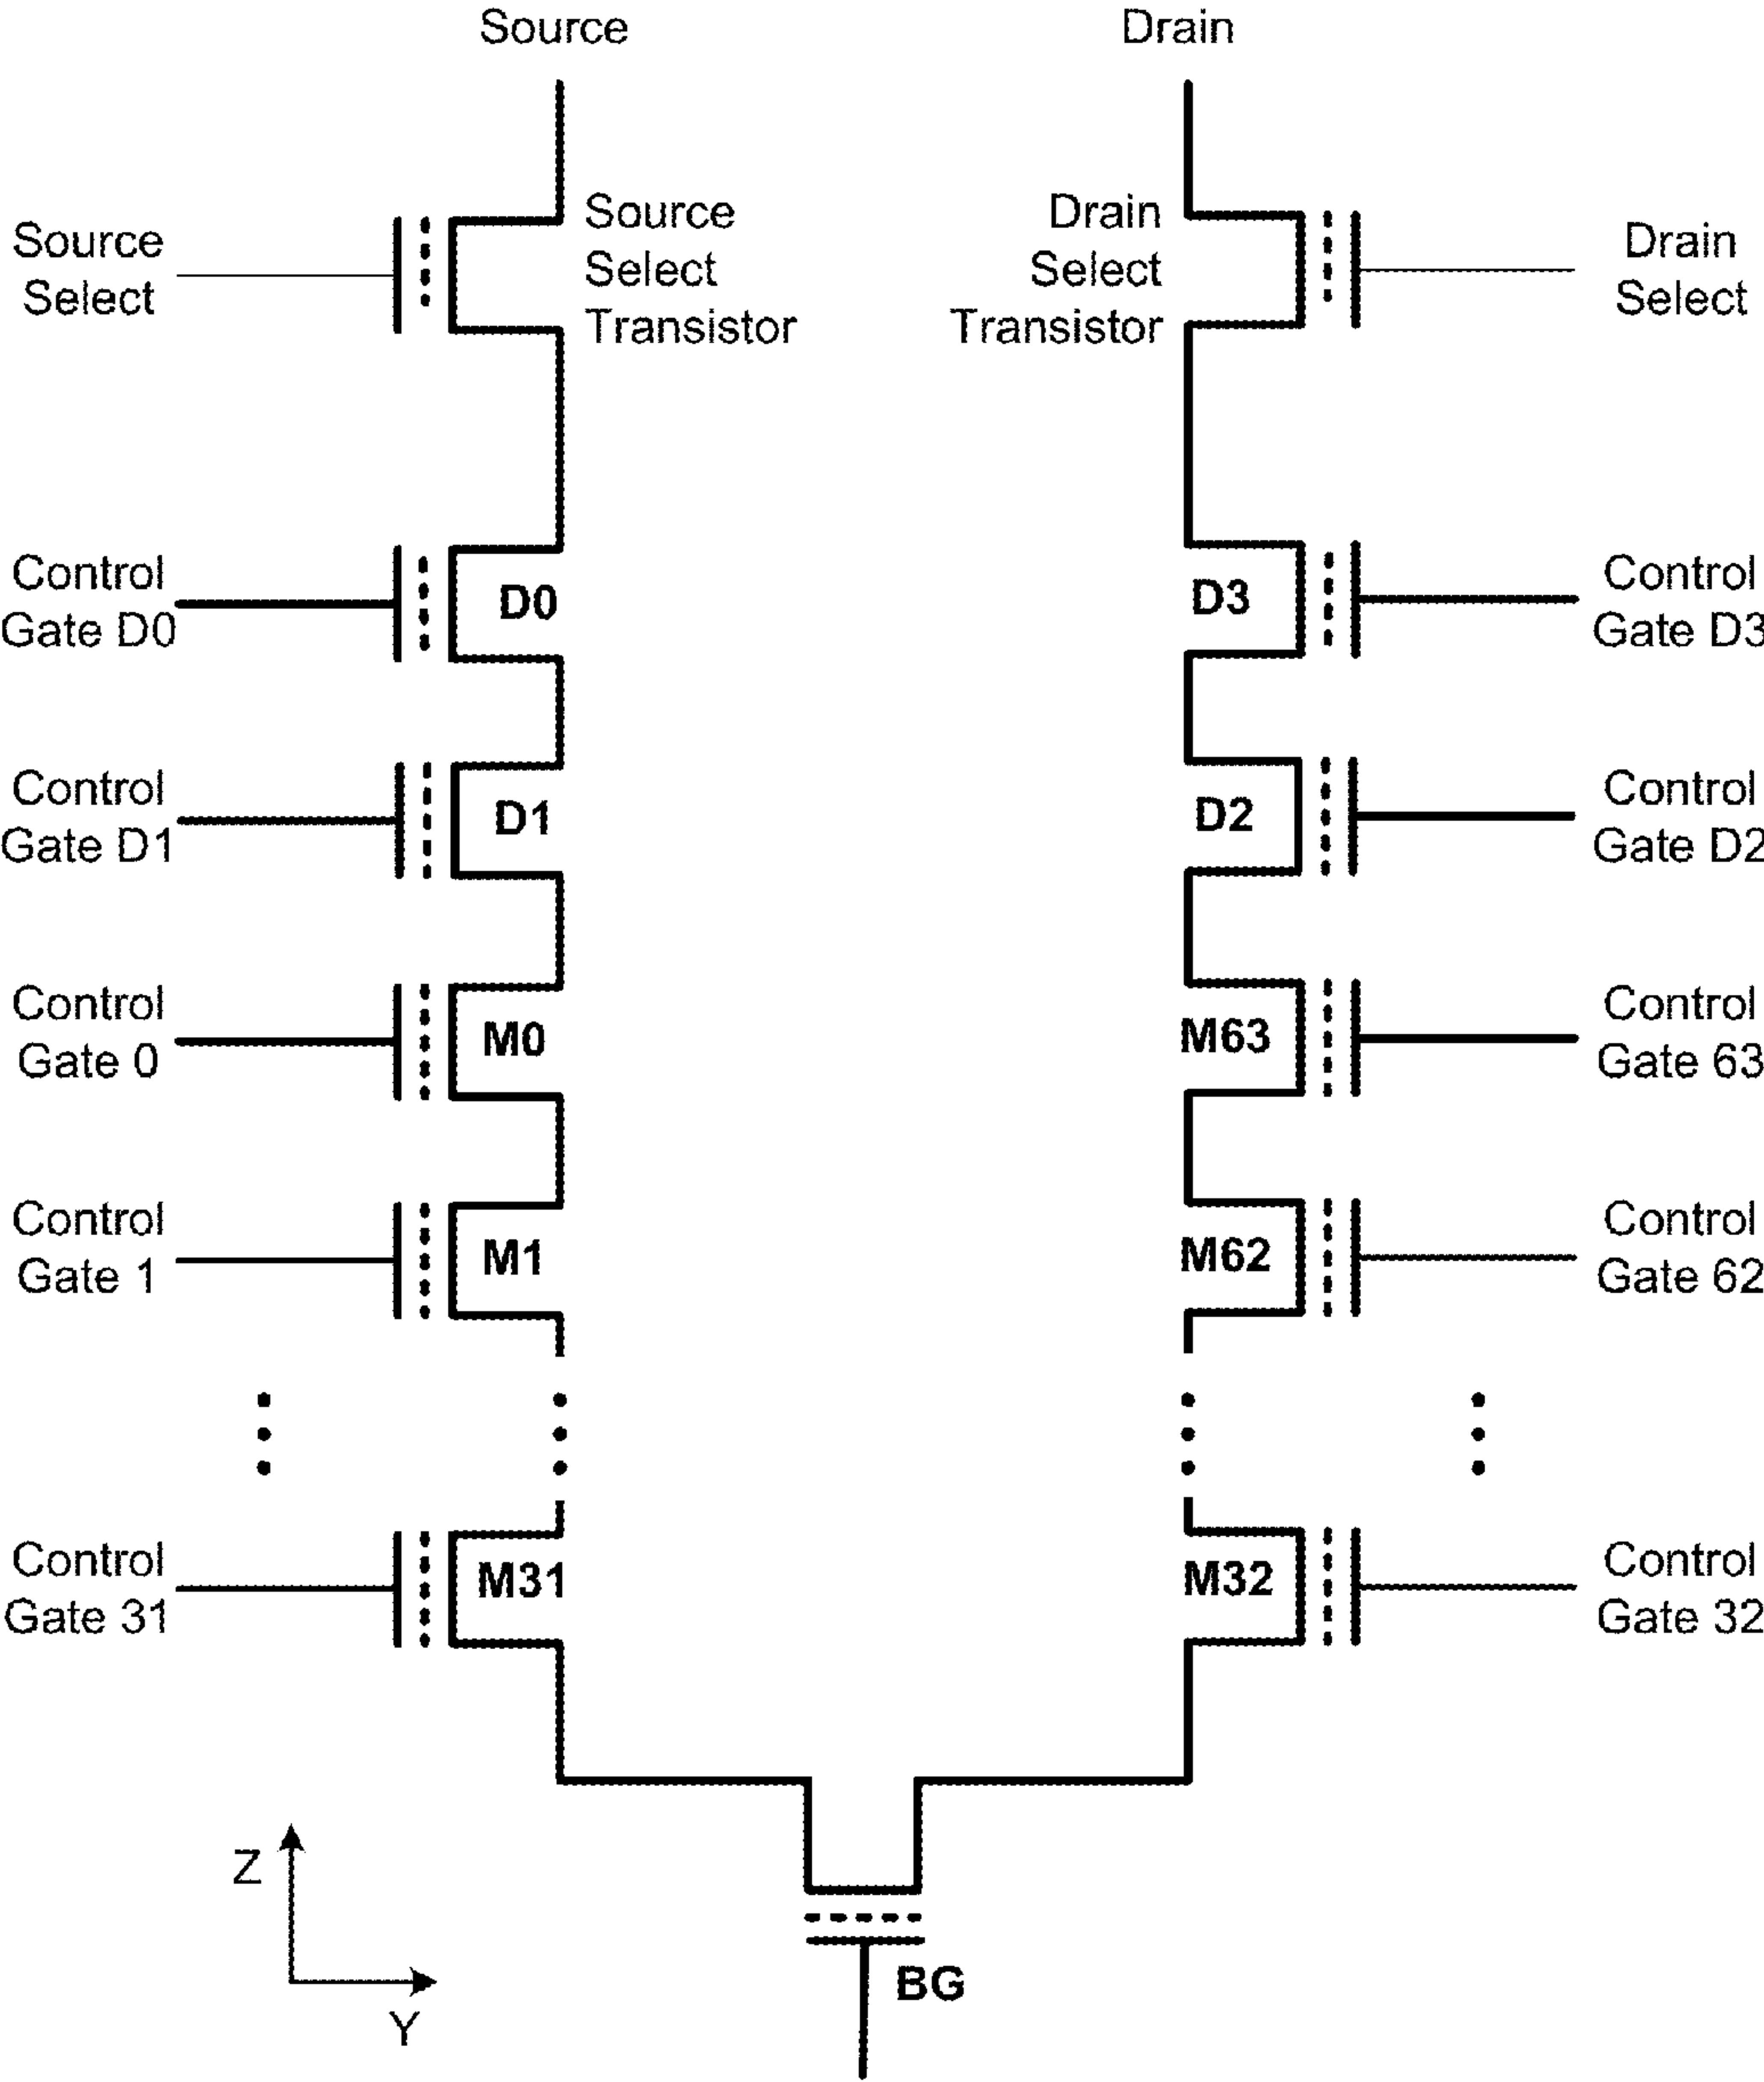 Source
Drain
Source
Select
Source
Select
Transistor
Drain
Select
Transistor
Drain
Select
Control
Gate D0
D0
D3
Control
Gate D3
Control
Gate D1
D1
D2
Control
Gate D2
Control
Gate 0
M0
M63
Control
Gate 63
Control
Gate 1
M1
M62
Control
Gate 62
Control
Gate 31
M31
M32
Control
Gate 32
Z
Y
BG